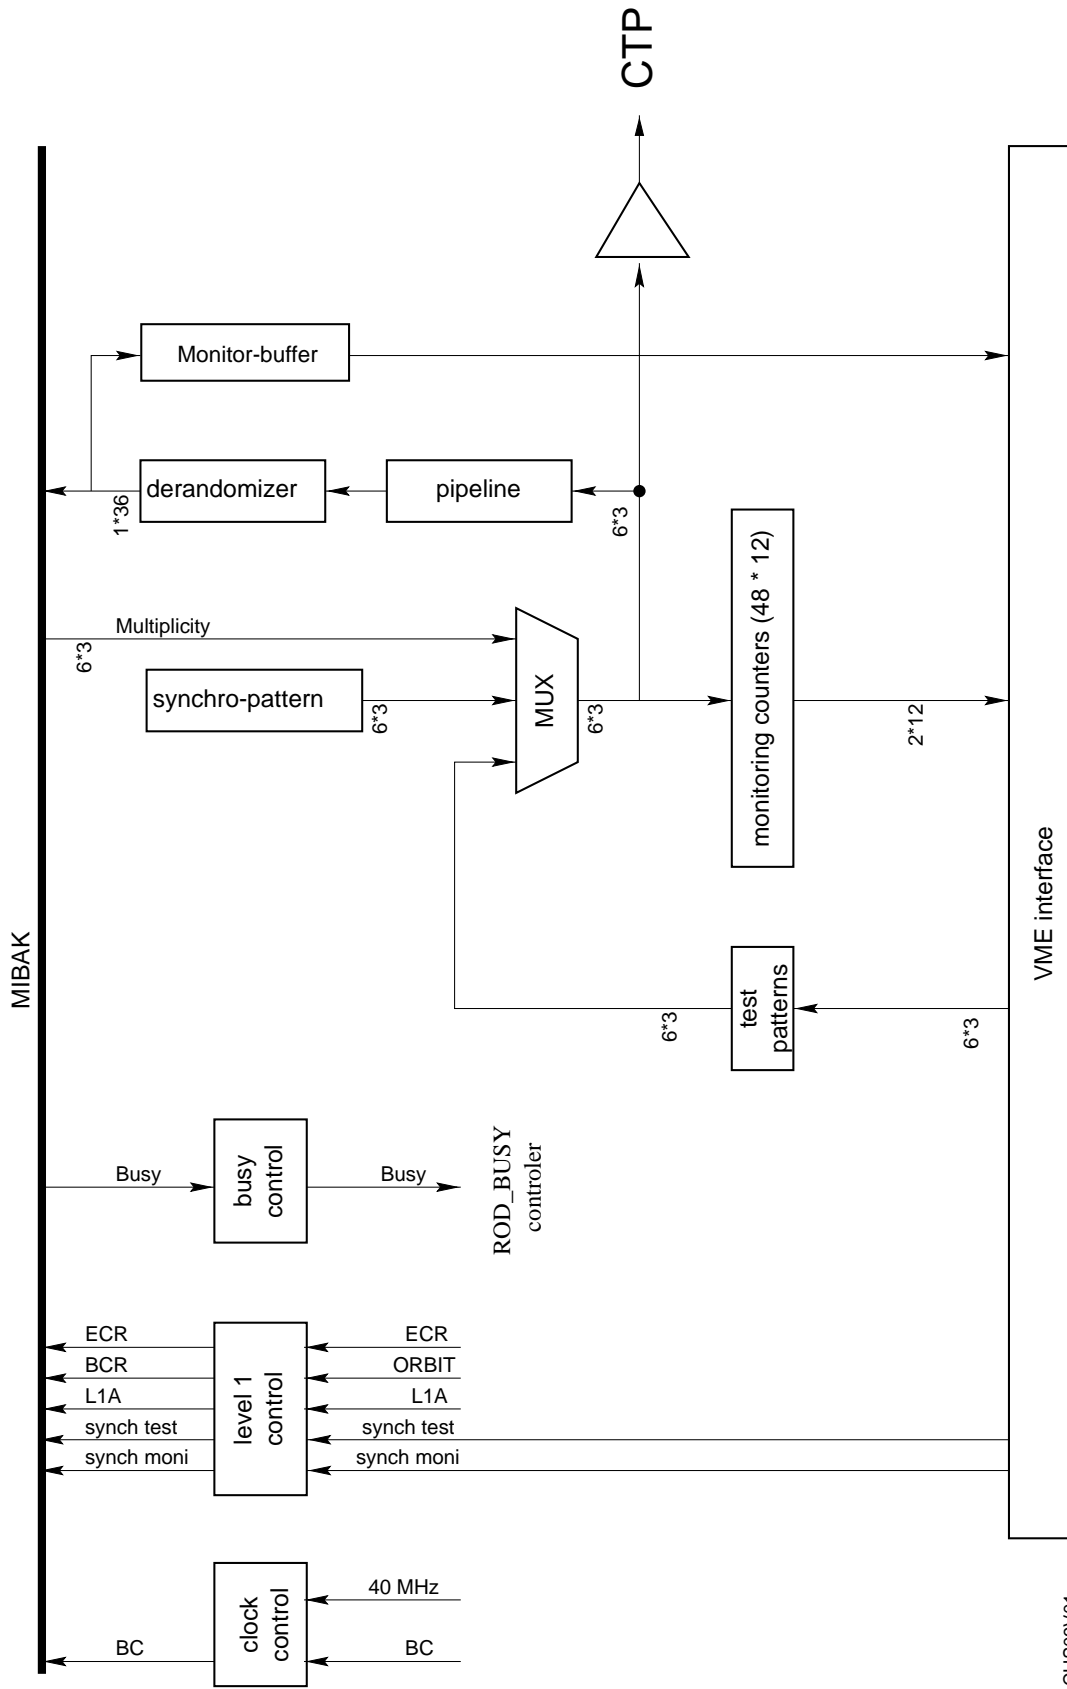 CTP
MIBAK
Monitor-buffer
derandomizer
pipeline
1*36
6*3
Multiplicity
6*3
synchro-pattern
6*3
MUX
6*3
monitoring counters (48 * 12)
2*12
VME interface
test
patterns
6*3
6*3
Busy
busy
control
Busy
ROD_BUSY
controler
ECR
BCR
L1A
synch test
synch moni
level 1
control
ECR
ORBIT
L1A
synch test
synch moni
clock
control
40 MHz
BC
BC